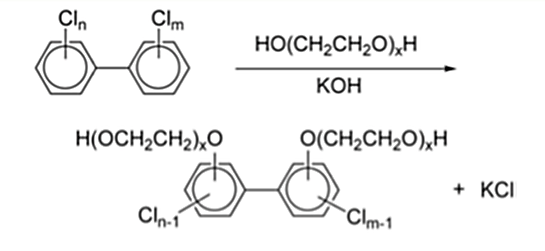 Clₙ Clₘ
HO(CH₂CH₂O)ₓH
KOH
H(OCH₂CH₂)ₓO O(CH₂CH₂O)ₓH
Clₙ₋₁ Clₘ₋₁ + KCl